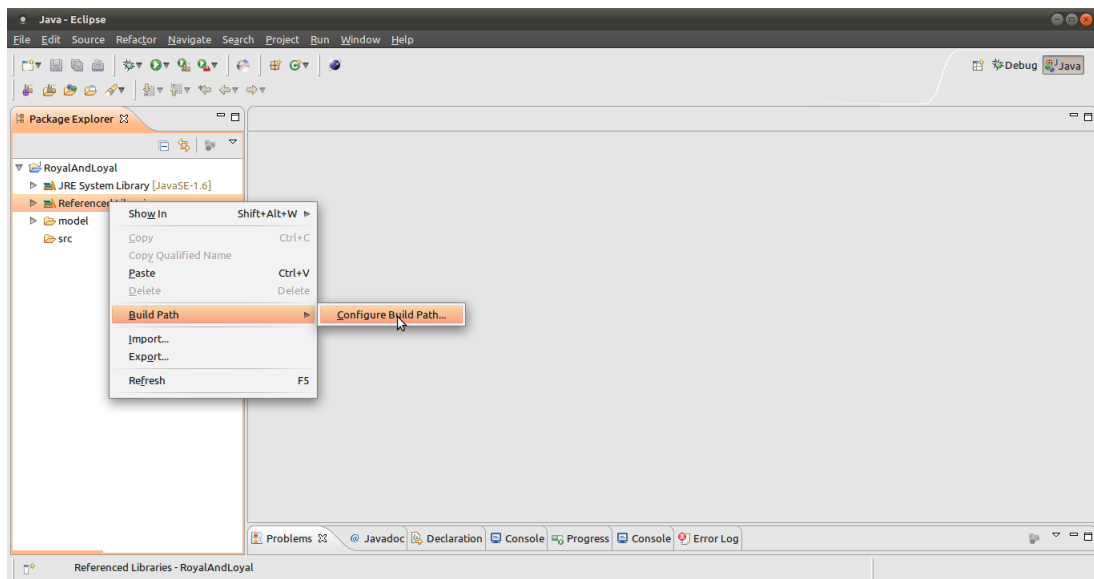 Java - Eclipse
File Edit Source Refactor Navigate Search Project Run Window Help
Debug Java
Package Explorer
RoyalAndLoyal
JRE System Library [JavaSE-1.6]
Referenced
model
src
Show In Shift+Alt+W
Copy Ctrl+C
Copy Qualified Name
Paste Ctrl+V
Delete Delete
Build Path
Configure Build Path...
Import...
Export...
Refresh F5
Problems @ Javadoc Declaration Console Progress Console Error Log
Referenced Libraries - RoyalAndLoyal